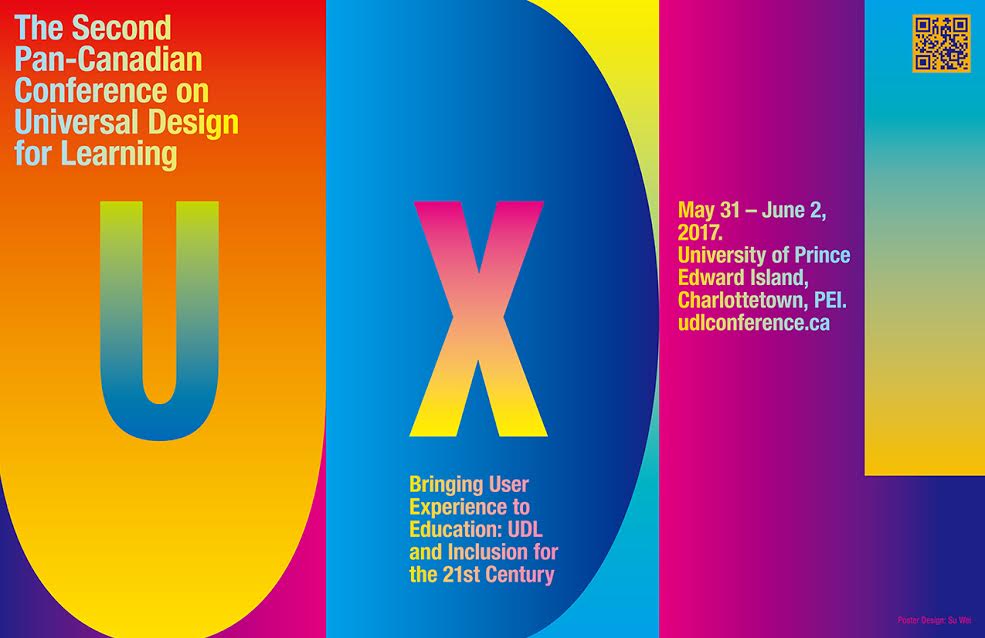 The Second
Pan-Canadian
Conference on
Universal Design
for Learning
U
X
Bringing User
Experience to
Education: UDL
and Inclusion for
the 21st Century
May 31 – June 2,
2017.
University of Prince
Edward Island,
Charlottetown, PEI.
udlconference.ca
Poster Design: Su Wei